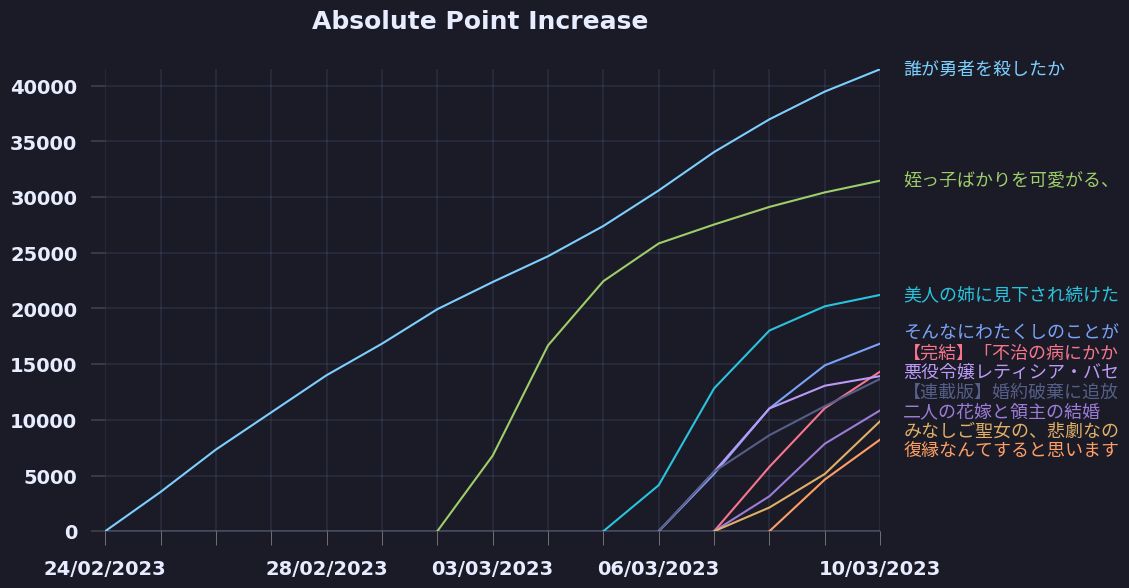 Absolute Point Increase
40000
35000
30000
25000
20000
15000
10000
5000
0
誰が勇者を殺したか
姪っ子ばかりを可愛がる、
美人の姉に見下され続けた
そんなにわたくしのことが
【完結】「不治の病にかか
悪役令嬢レティシア・バセ
【連載版】婚約破棄に追放
二人の花嫁と領主の結婚
みなしご聖女の、悲劇なの
復縁なんてすると思います
24/02/2023
28/02/2023
03/03/2023
06/03/2023
10/03/2023